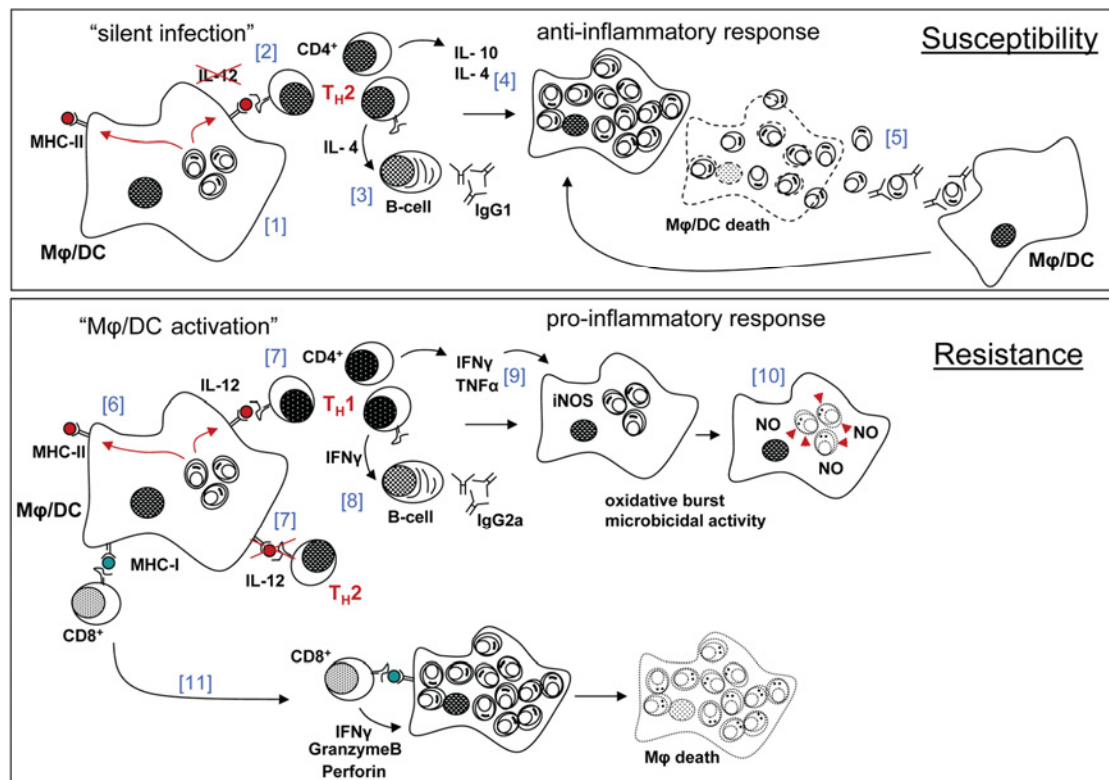 "silent infection"
[2]
CD4+
IL- 10
IL- 4
[4]
anti-inflammatory response
Susceptibility
IL-12
TH2
MHC-II
IL- 4
[3]
B-cell
IgG1
[1]
Mφ/DC
[5]
Mφ/DC death
Mφ/DC
"Mφ/DC activation"
pro-inflammatory response
Resistance
[7]
CD4+
IFNγ
TNFα
[9]
[10]
IL-12
[6]
TH1
iNOS
MHC-II
IFNγ
NO
NO
NO
[8]
B-cell
IgG2a
Mφ/DC
[7]
oxidative burst
microbicidal activity
MHC-I
IL-12
TH2
CD8+
CD8+
[11]
IFNγ
GranzymeB
Perforin
Mφ death